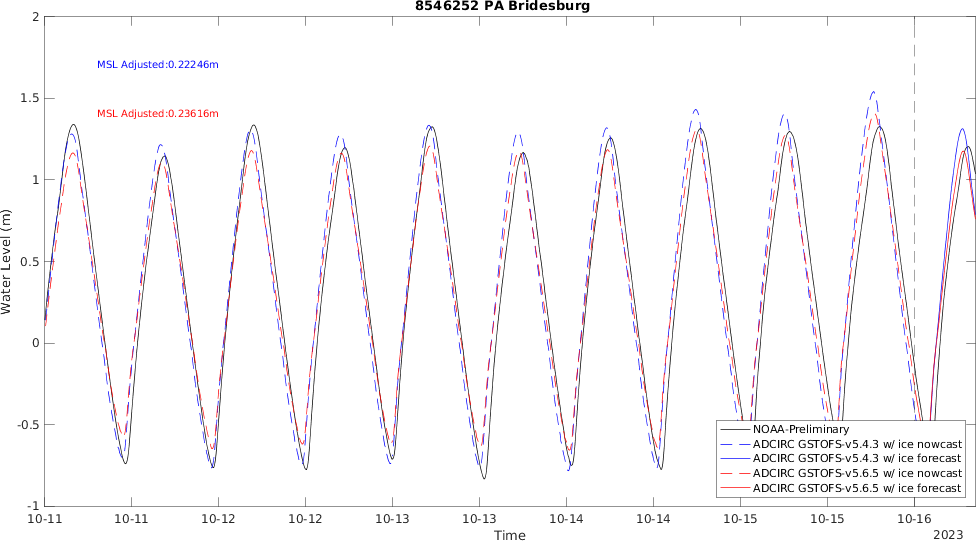 8546252 PA Bridesburg
2
MSL Adjusted:0.22246m
1.5
MSL Adjusted:0.23616m
1
0.5
0
-0.5
-1
Water Level (m)
NOAA-Preliminary
ADCIRC GSTOFS-v5.4.3 w/ ice nowcast
ADCIRC GSTOFS-v5.4.3 w/ ice forecast
ADCIRC GSTOFS-v5.6.5 w/ ice nowcast
ADCIRC GSTOFS-v5.6.5 w/ ice forecast
10-11 10-11 10-12 10-12 10-13 10-13 10-14 10-14 10-15 10-15 10-16
Time
2023